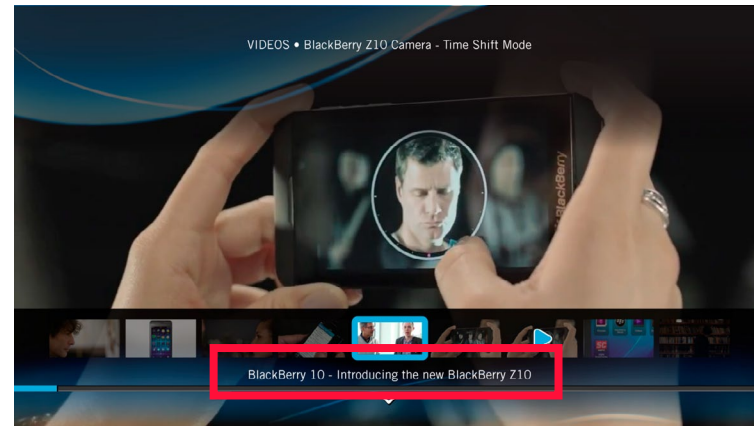 VIDEOS • BlackBerry Z10 Camera - Time Shift Mode
BlackBerry
BlackBerry 10 - Introducing the new BlackBerry Z10